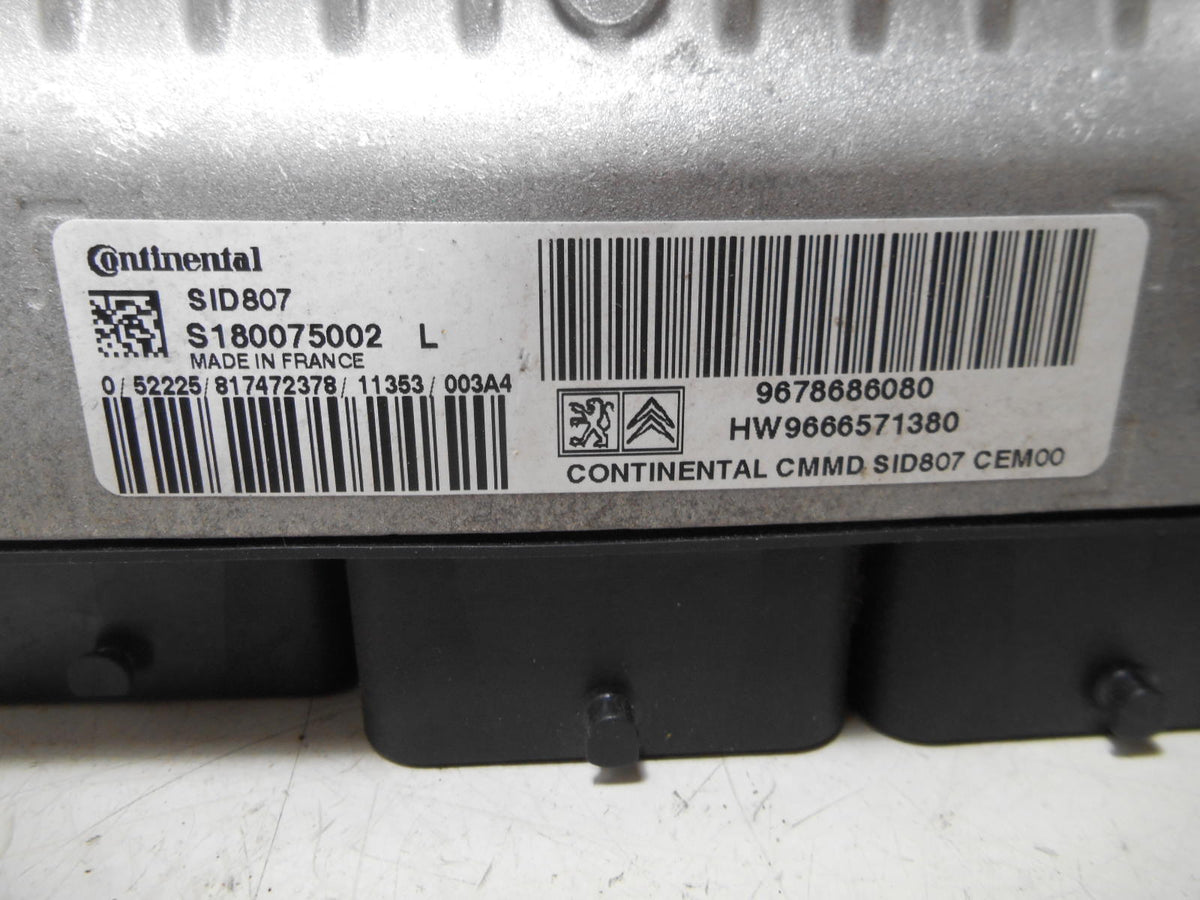 Continental
SID807
S180075002 L
MADE IN FRANCE
0/52225/817472378/11353/003A4
9678686080
HW9666571380
CONTINENTAL CMMD SID807 CEM00